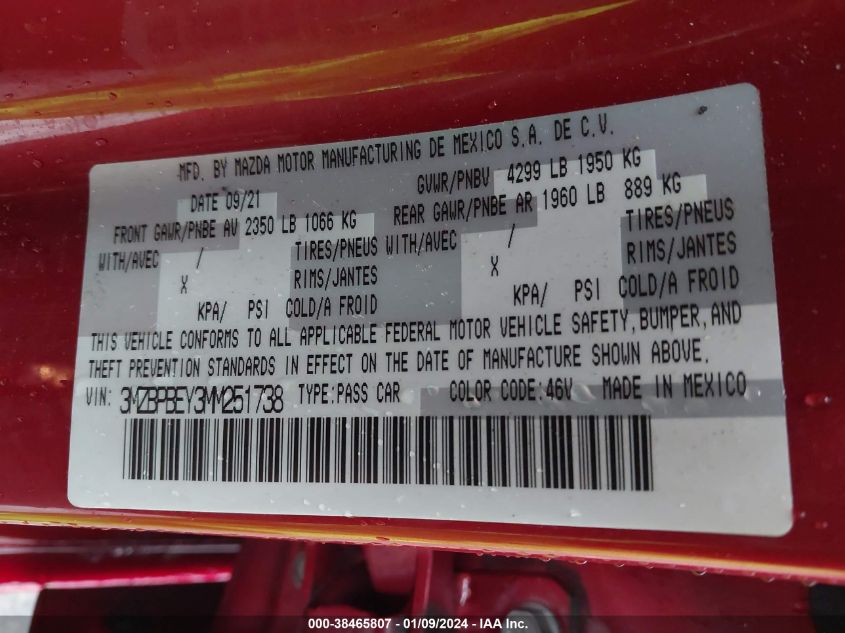 MFD. BY MAZDA MOTOR MANUFACTURING DE MEXICO S.A. DE C.V.
DATE 09/21 GVWR/PNBV 4299 LB 1950 KG
FRONT GAWR/PNBE AV 2350 LB 1066 KG REAR GAWR/PNBE AR 1960 LB 889 KG
WITH/AVEC / TIRES/PNEUS WITH/AVEC / TIRES/PNEUS
X RIMS/JANTES X RIMS/JANTES
KPA/ PSI COLD/A FROID KPA/ PSI COLD/A FROID
THIS VEHICLE CONFORMS TO ALL APPLICABLE FEDERAL MOTOR VEHICLE SAFETY, BUMPER, AND
THEFT PREVENTION STANDARDS IN EFFECT ON THE DATE OF MANUFACTURE SHOWN ABOVE.
VIN: 3MZBPBEY3MM251738 TYPE:PASS CAR COLOR CODE:46V MADE IN MEXICO
000-38465807 - 01/09/2024 - IAA Inc.